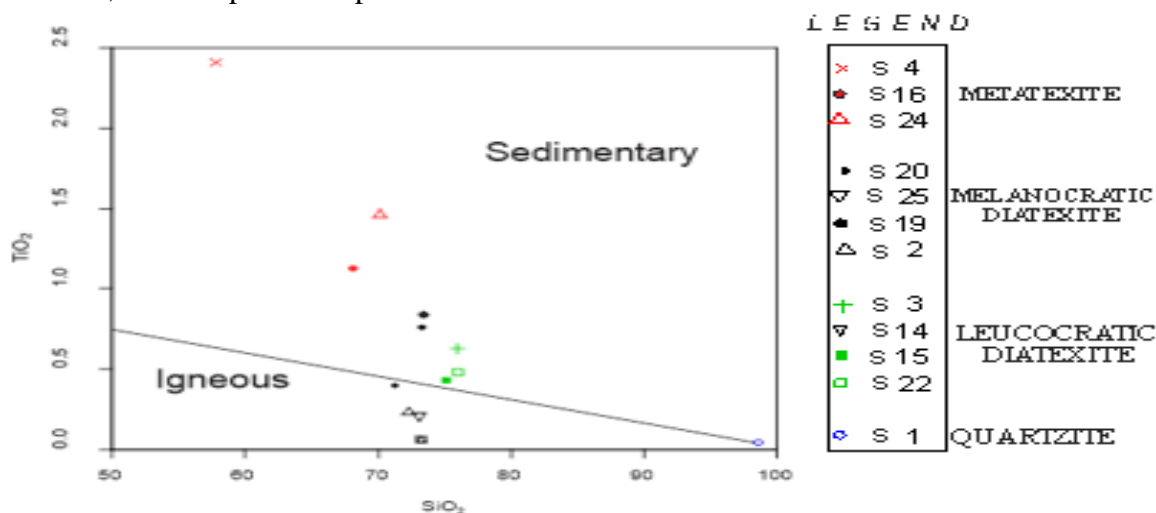 LEGEND
2.5
2.0
1.5
1.0
0.5
0.0
TiO₂
Sedimentary
Igneous
50
60
70
80
90
100
SiO₂
S 4
S 16
S 24
METATEXITE
S 20
S 25
S 19
S 2
MELANOCRATIC
DIATEXITE
S 3
S 14
S 15
S 22
LEUCOCRATIC
DIATEXITE
S 1
QUARTZITE